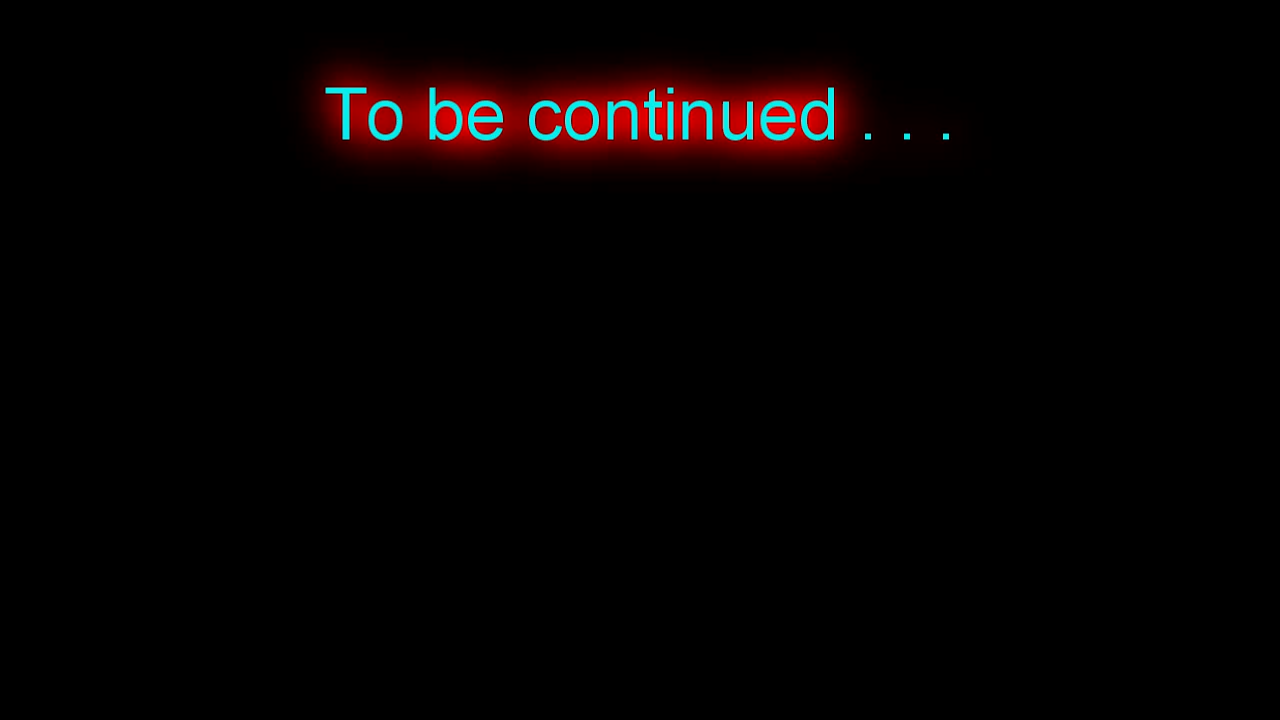 To be continued . . .